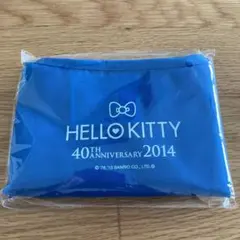 HELLO KITTY
40TH ANNIVERSARY 2014
© '76,'13 SANRIO CO., LTD. ®